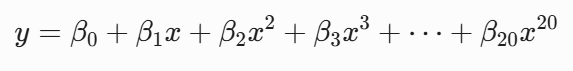 y = β₀ + β₁x + β₂x² + β₃x³ + ⋯ + β₂₀x²⁰